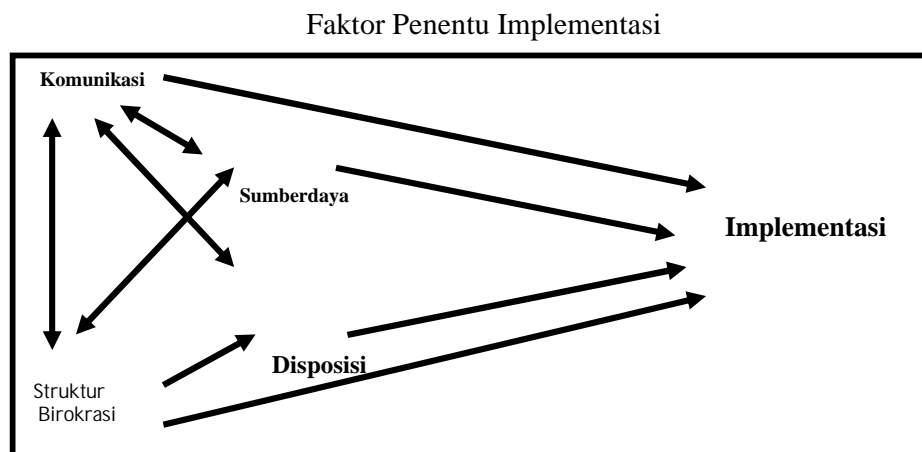 Faktor Penentu Implementasi
Komunikasi
Sumberdaya
Implementasi
Disposisi
Struktur
Birokrasi